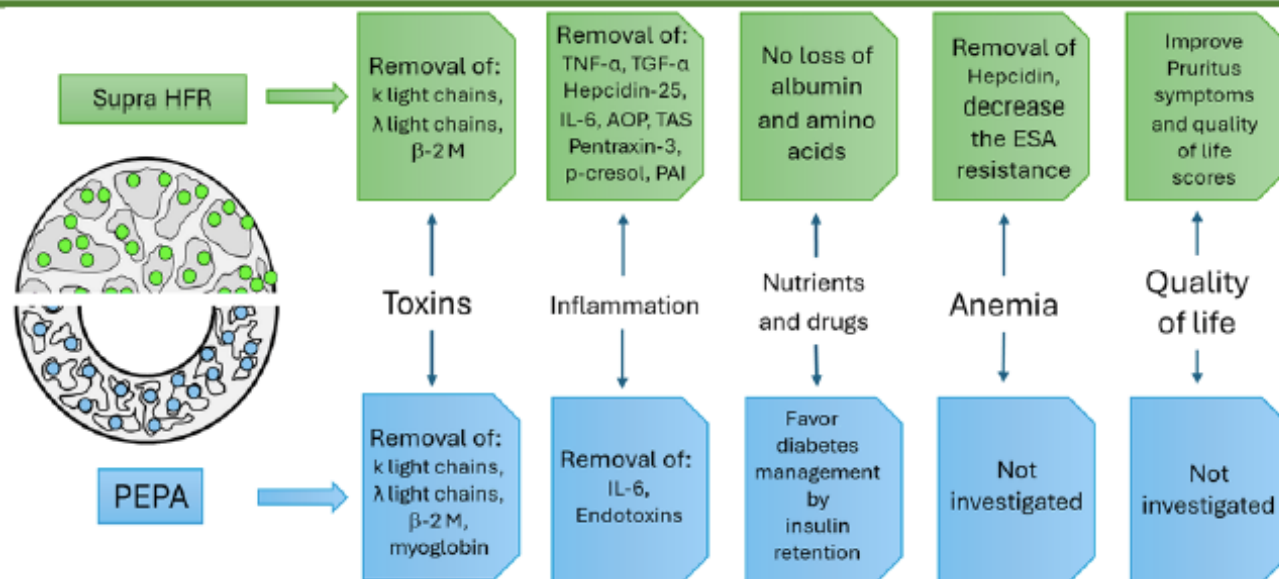 Supra HFR
Removal of:
k light chains,
λ light chains,
β-2 M
Removal of:
TNF-α, TGF-α
Hepcidin-25,
IL-6, AOP, TAS
Pentraxin-3,
p-cresol, PAI
No loss of
albumin
and amino
acids
Removal of
Hepcidin,
decrease
the ESA
resistance
Improve
Pruritus
symptoms
and quality
of life
scores
Toxins
Inflammation
Nutrients
and drugs
Anemia
Quality
of life
PEPA
Removal of:
k light chains,
λ light chains,
β-2 M,
myoglobin
Removal of:
IL-6,
Endotoxins
Favor
diabetes
management
by
insulin
retention
Not
investigated
Not
investigated